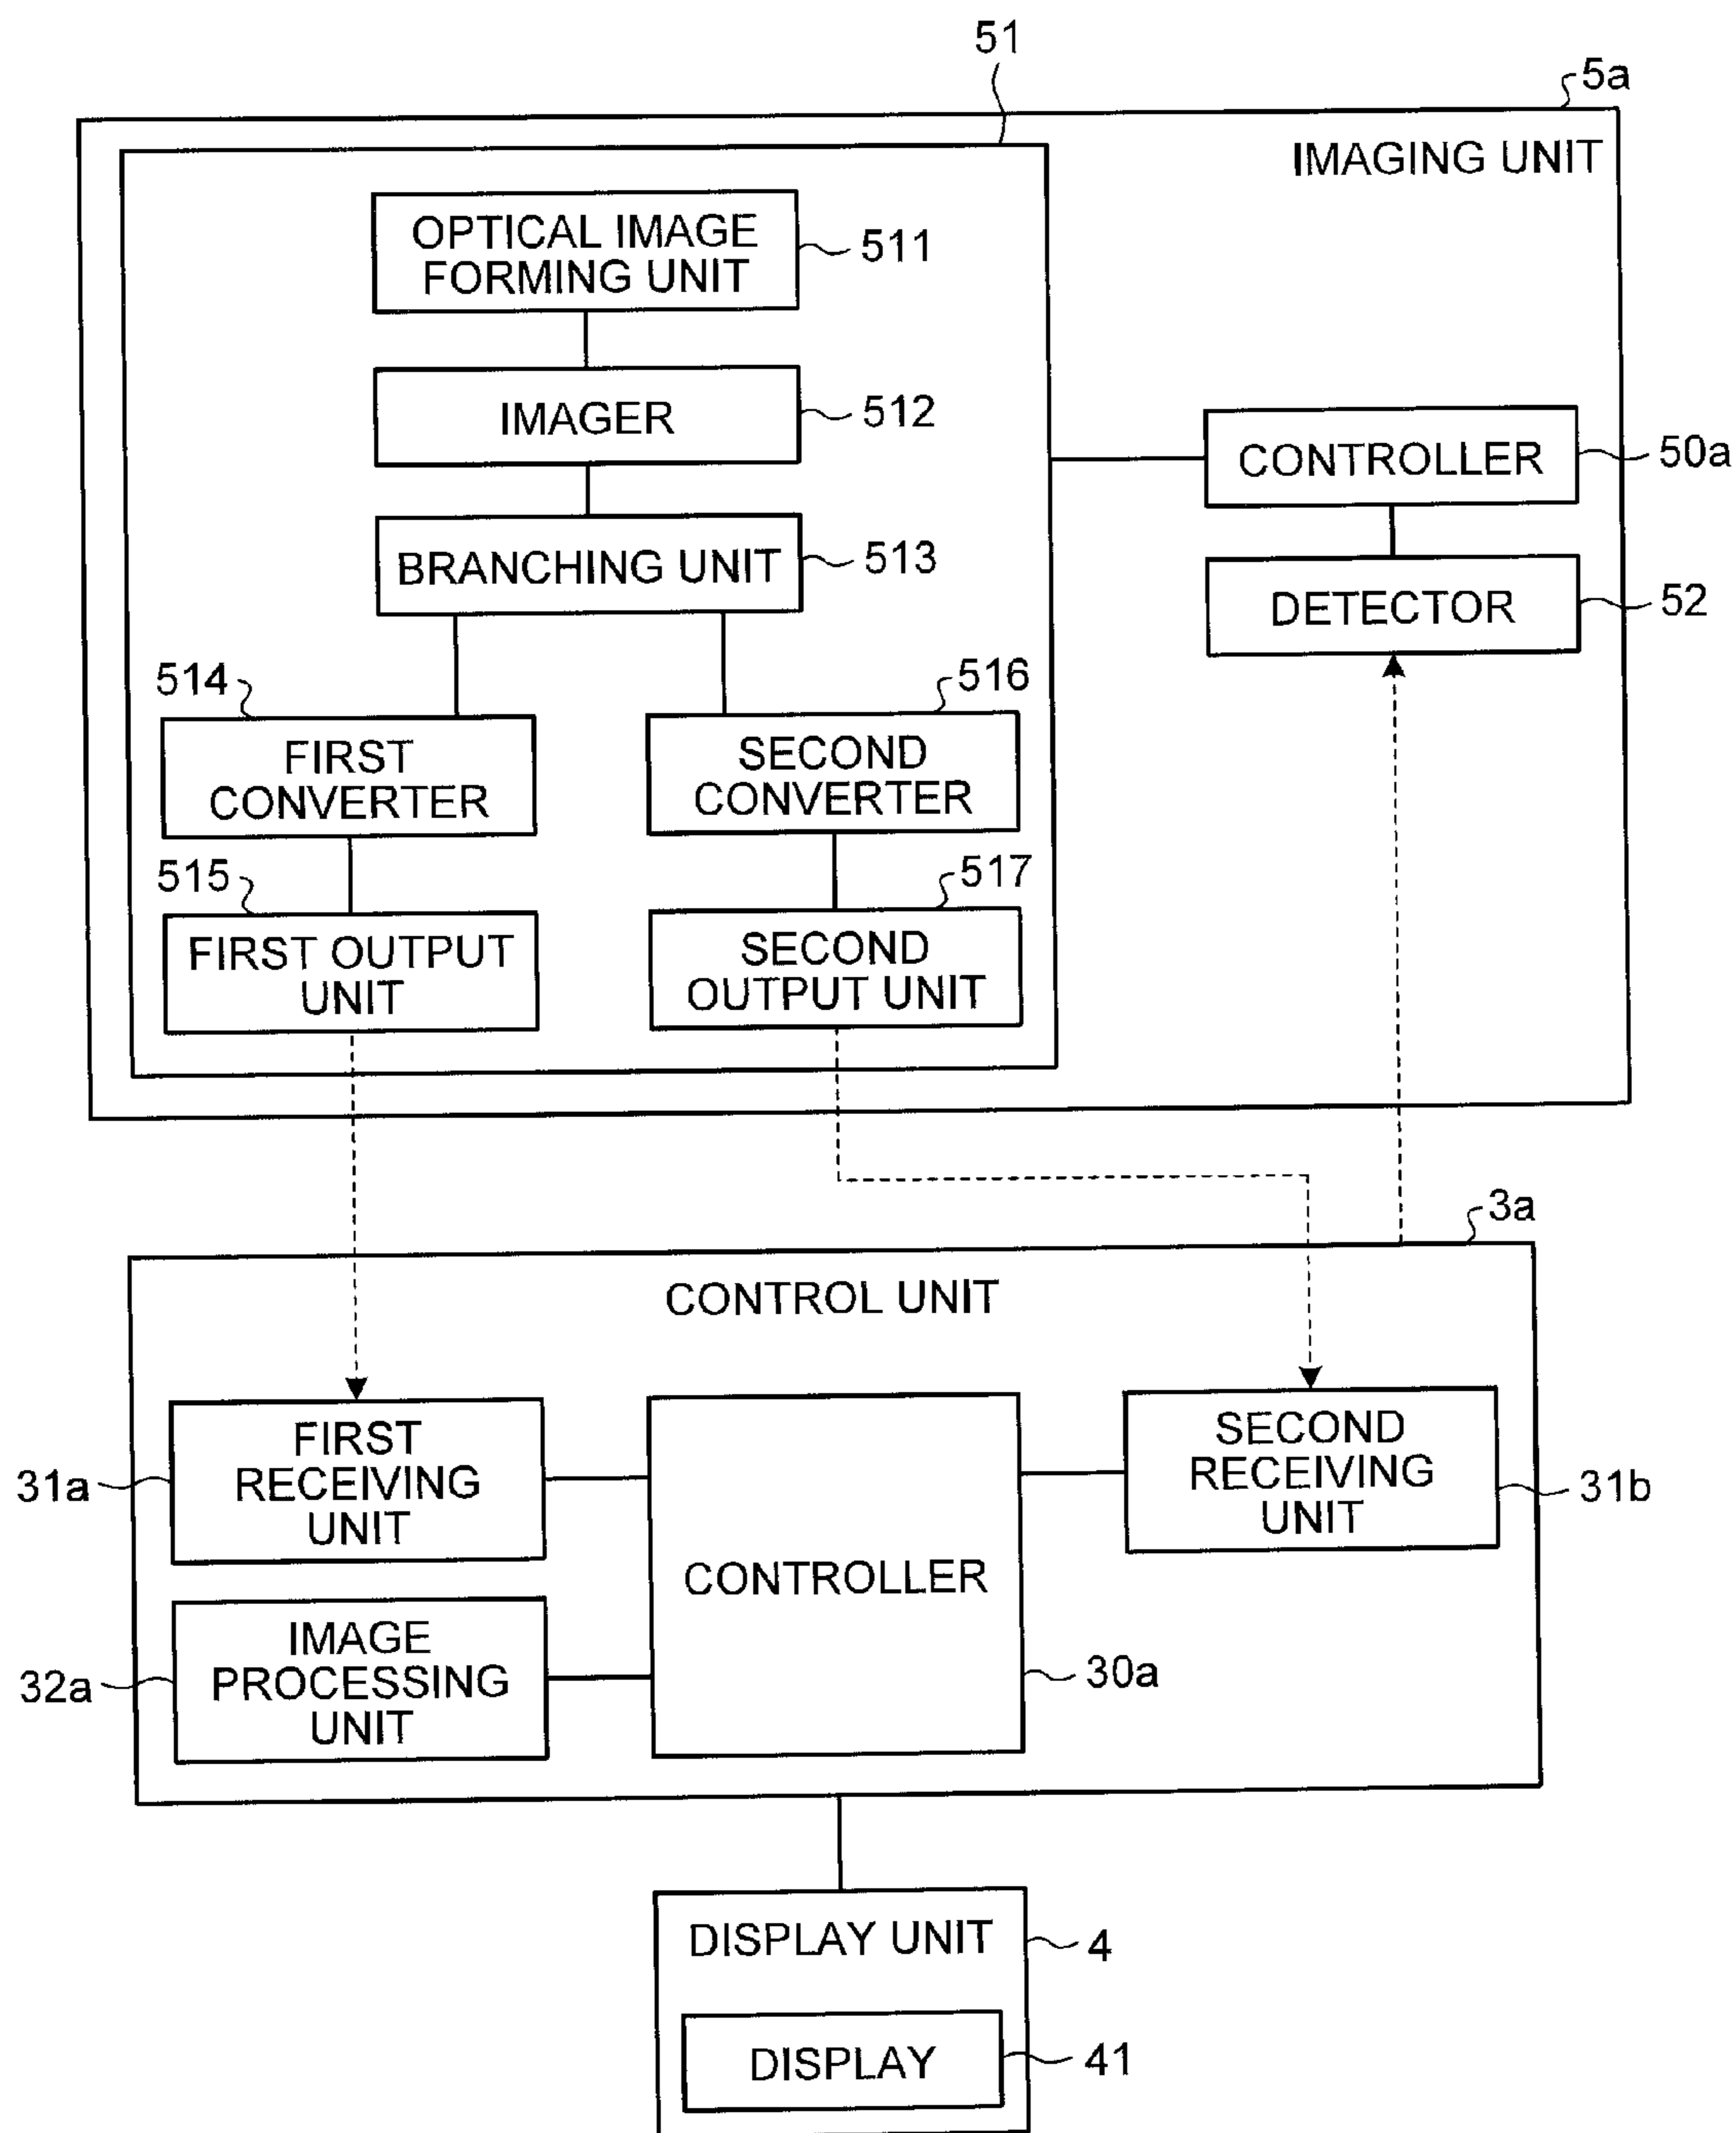 51
5a
IMAGING UNIT
OPTICAL IMAGE
FORMING UNIT
511
IMAGER
512
CONTROLLER
50a
BRANCHING UNIT
513
DETECTOR
52
514
FIRST
CONVERTER
516
SECOND
CONVERTER
515
FIRST OUTPUT
UNIT
517
SECOND
OUTPUT UNIT
3a
CONTROL UNIT
31a
FIRST
RECEIVING
UNIT
CONTROLLER
30a
SECOND
RECEIVING
UNIT
31b
32a
IMAGE
PROCESSING
UNIT
DISPLAY UNIT
4
DISPLAY
41